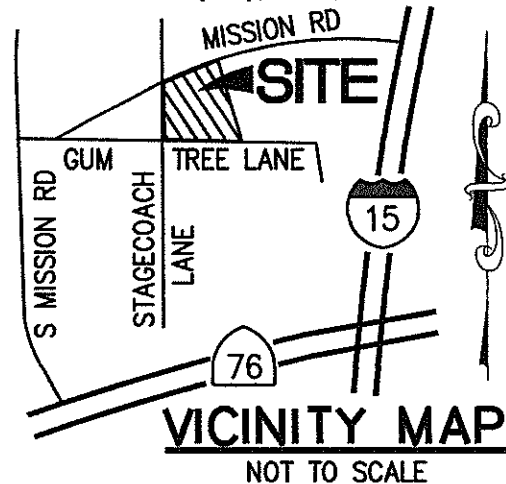 MISSION RD
SITE
GUM TREE LANE
S MISSION RD
STAGECOACH
LANE
15
76
VICINITY MAP
NOT TO SCALE